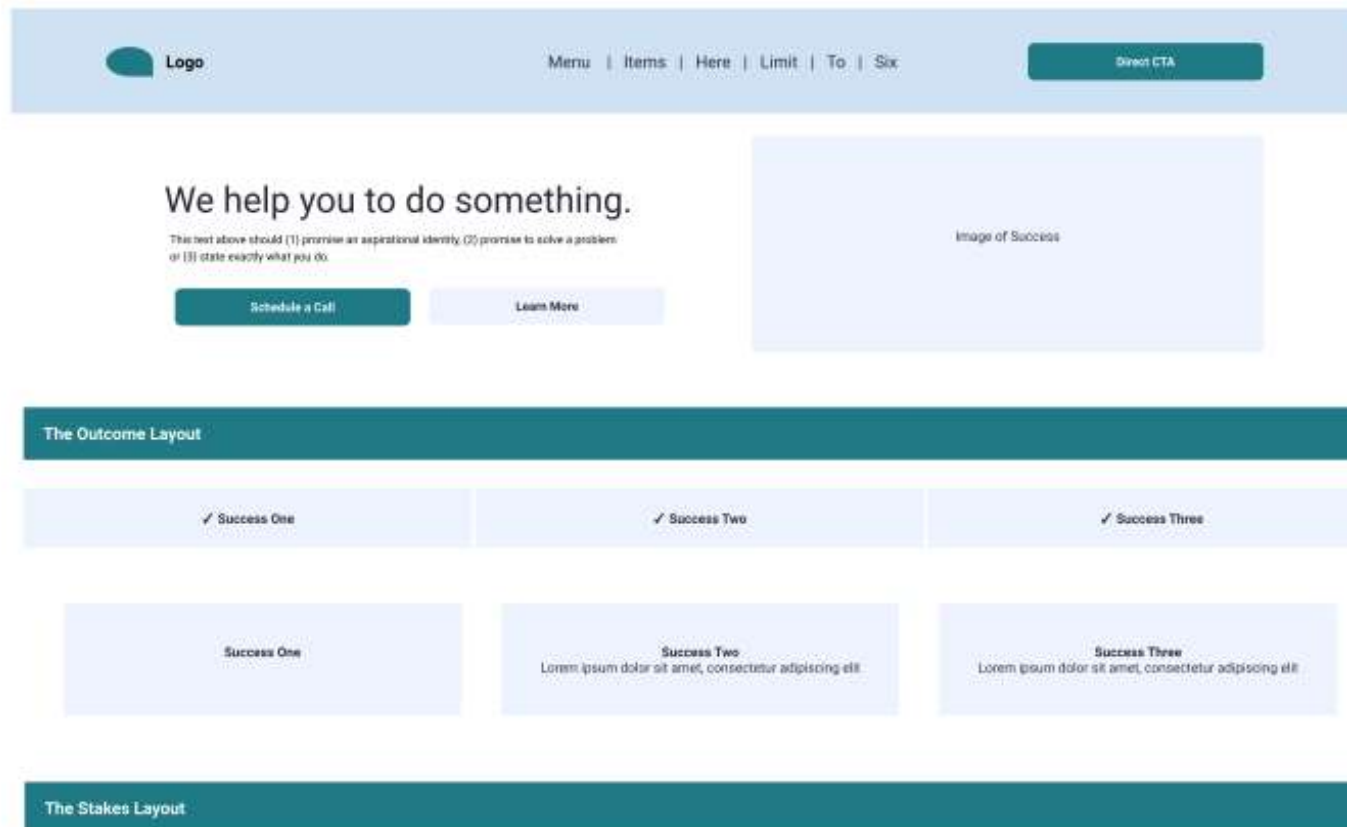 Logo
Menu | Items | Here | Limit | To | Six
Direct CTA
We help you to do something.
This text above should (1) promise an aspirational identity, (2) promise to solve a problem
or (3) state exactly what you do.
Schedule a Call
Learn More
Image of Success
The Outcome Layout
✓ Success One
✓ Success Two
✓ Success Three
Success One
Success Two
Lorem ipsum dolor sit amet, consectetur adipiscing elit
Success Three
Lorem ipsum dolor sit amet, consectetur adipiscing elit
The Stakes Layout